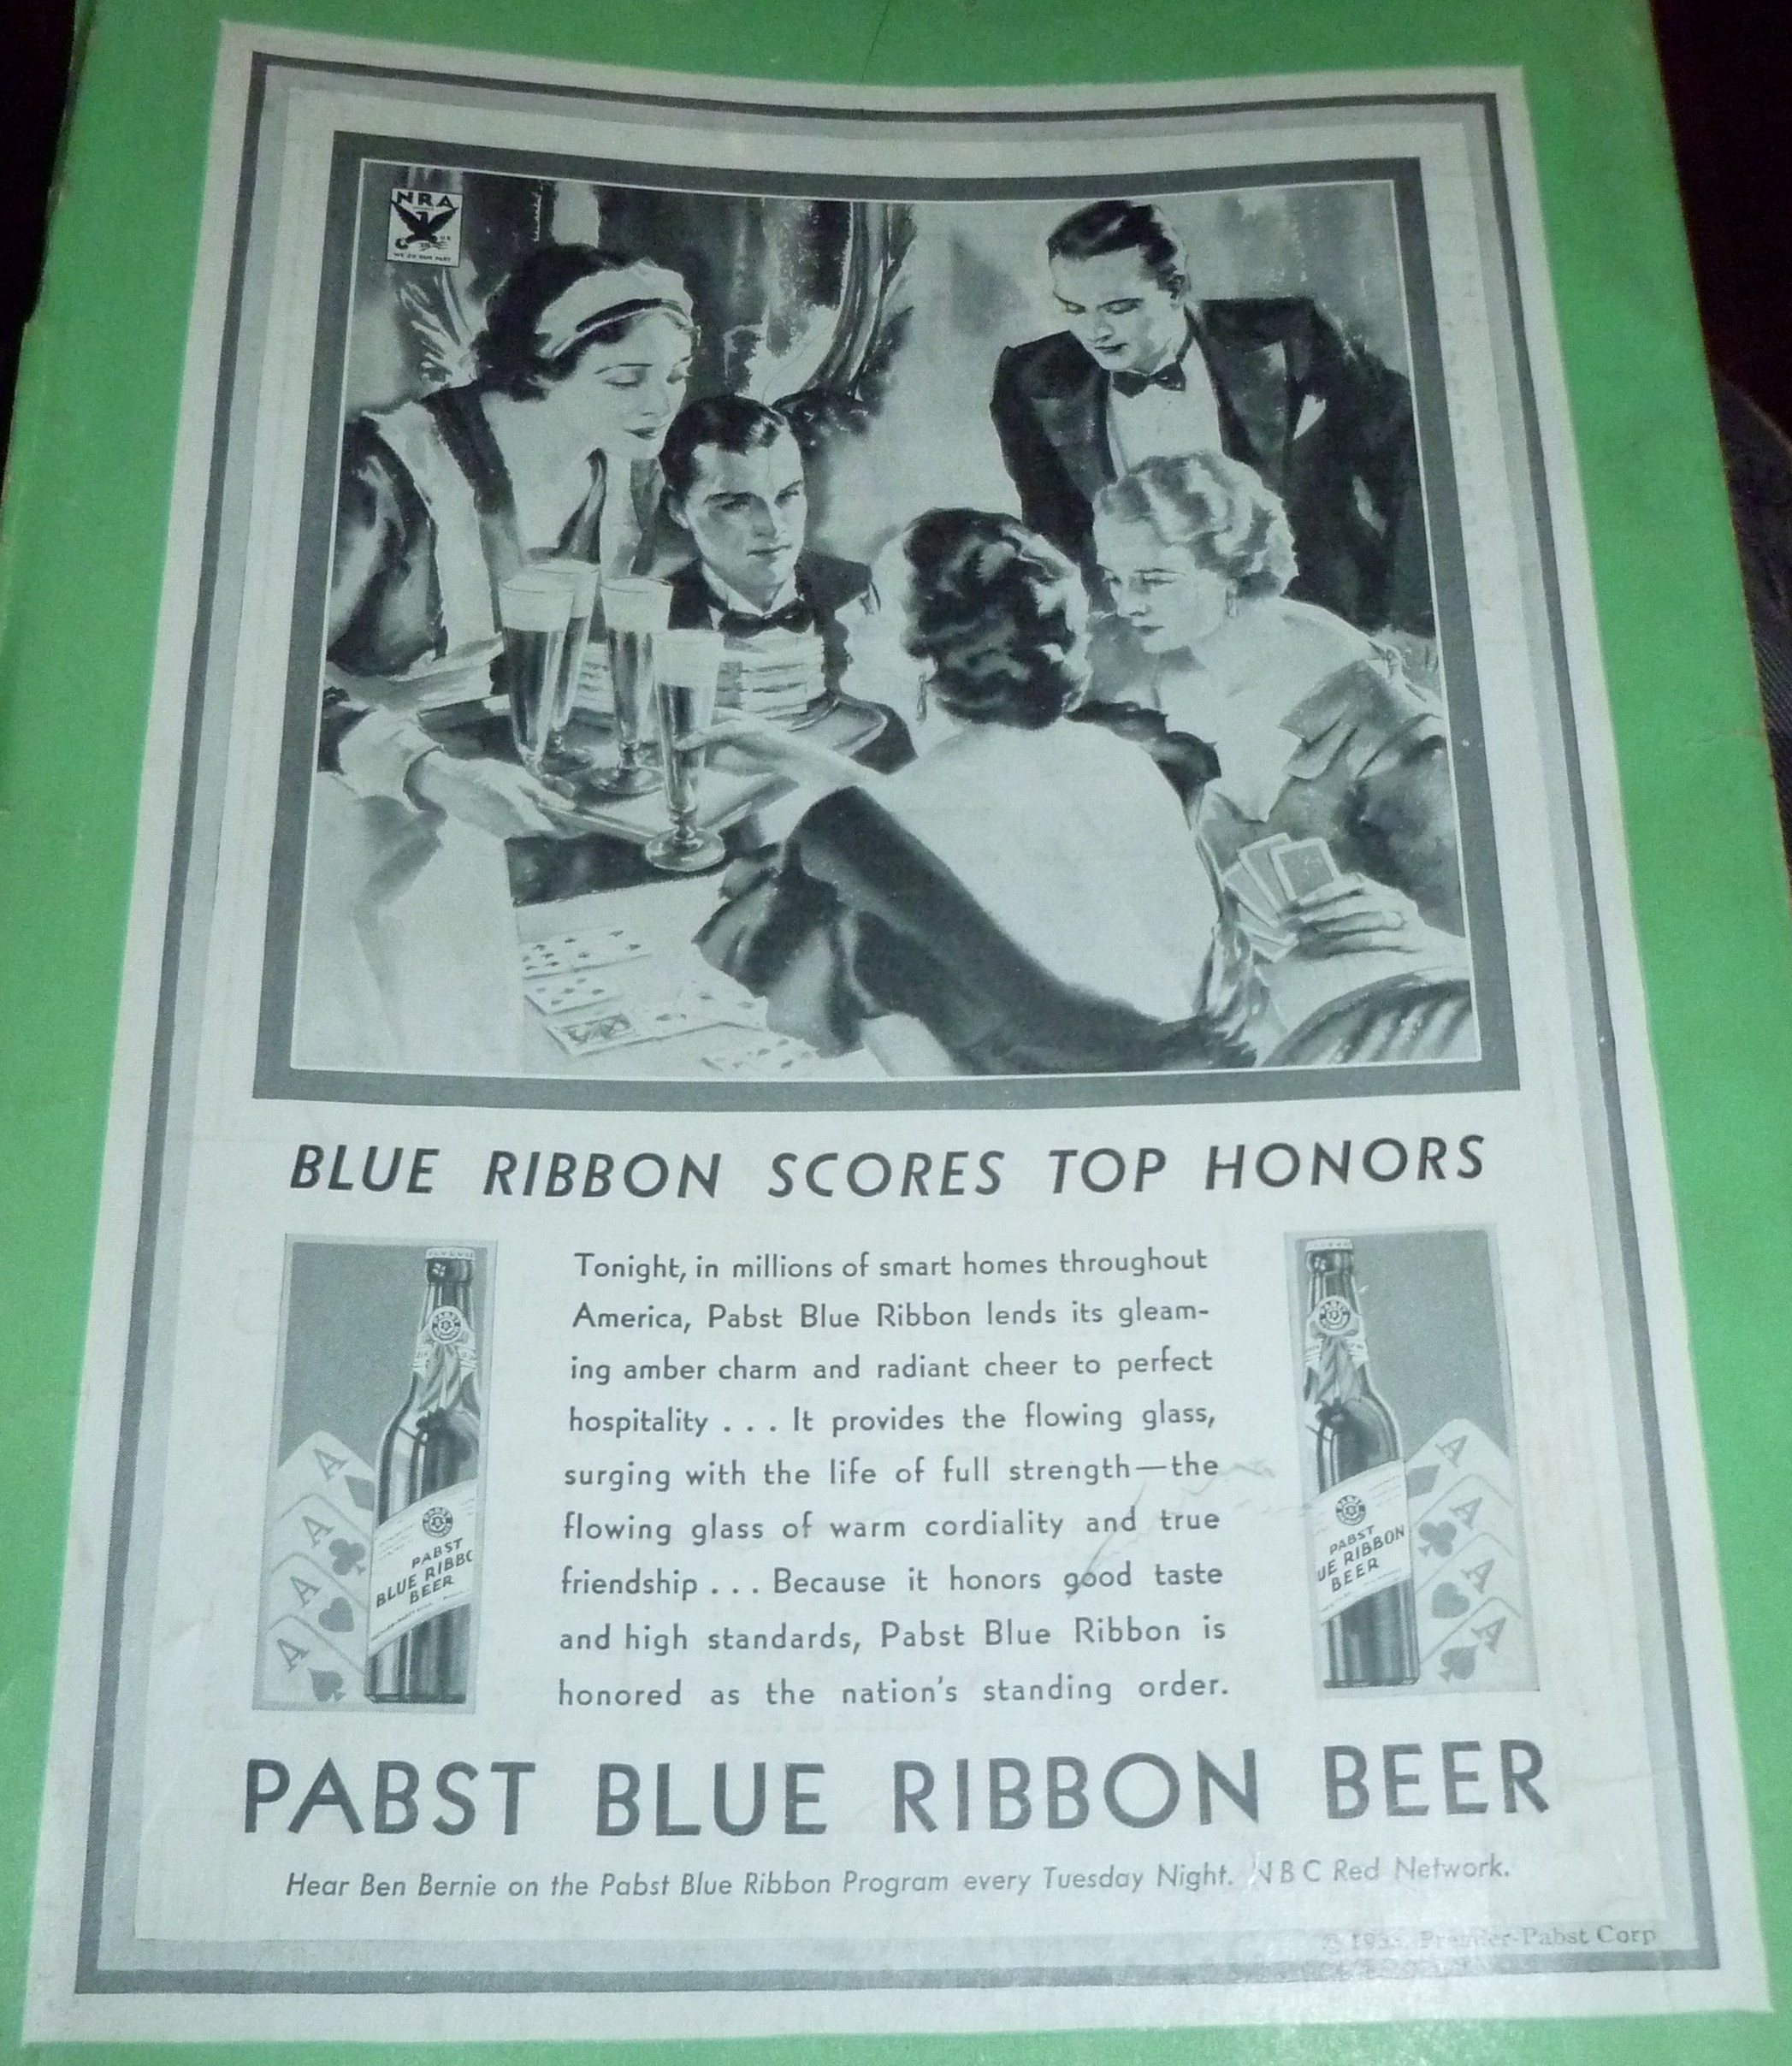 NRA
WE DO OUR PART
BLUE RIBBON SCORES TOP HONORS
Tonight, in millions of smart homes throughout
America, Pabst Blue Ribbon lends its gleam-
ing amber charm and radiant cheer to perfect
hospitality . . . It provides the flowing glass,
surging with the life of full strength—the
flowing glass of warm cordiality and true
friendship . . . Because it honors good taste
and high standards, Pabst Blue Ribbon is
honored as the nation's standing order.
A
A
A
A
PABST
BLUE RIBBO
BEER
A
A
A
A
PABST
UE RIBBON
BEER
PABST BLUE RIBBON BEER
Hear Ben Bernie on the Pabst Blue Ribbon Program every Tuesday Night. NBC Red Network.
© Premier-Pabst Corp